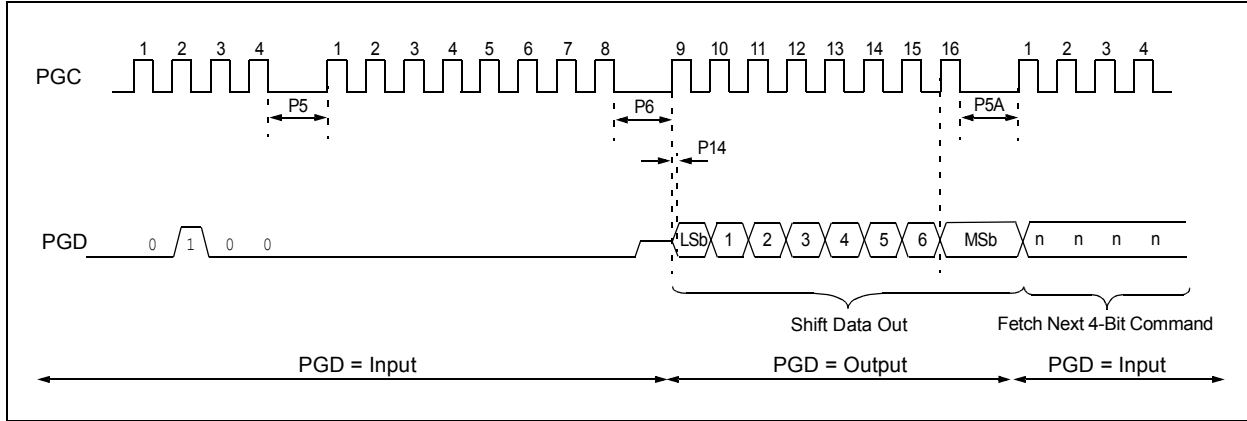 1 2 3 4 1 2 3 4 5 6 7 8 9 10 11 12 13 14 15 16 1 2 3 4
PGC
P5 P6 P5A
P14
PGD 0 1 0 0 LSb 1 2 3 4 5 6 MSb n n n n
Shift Data Out Fetch Next 4-Bit Command
PGD = Input PGD = Output PGD = Input